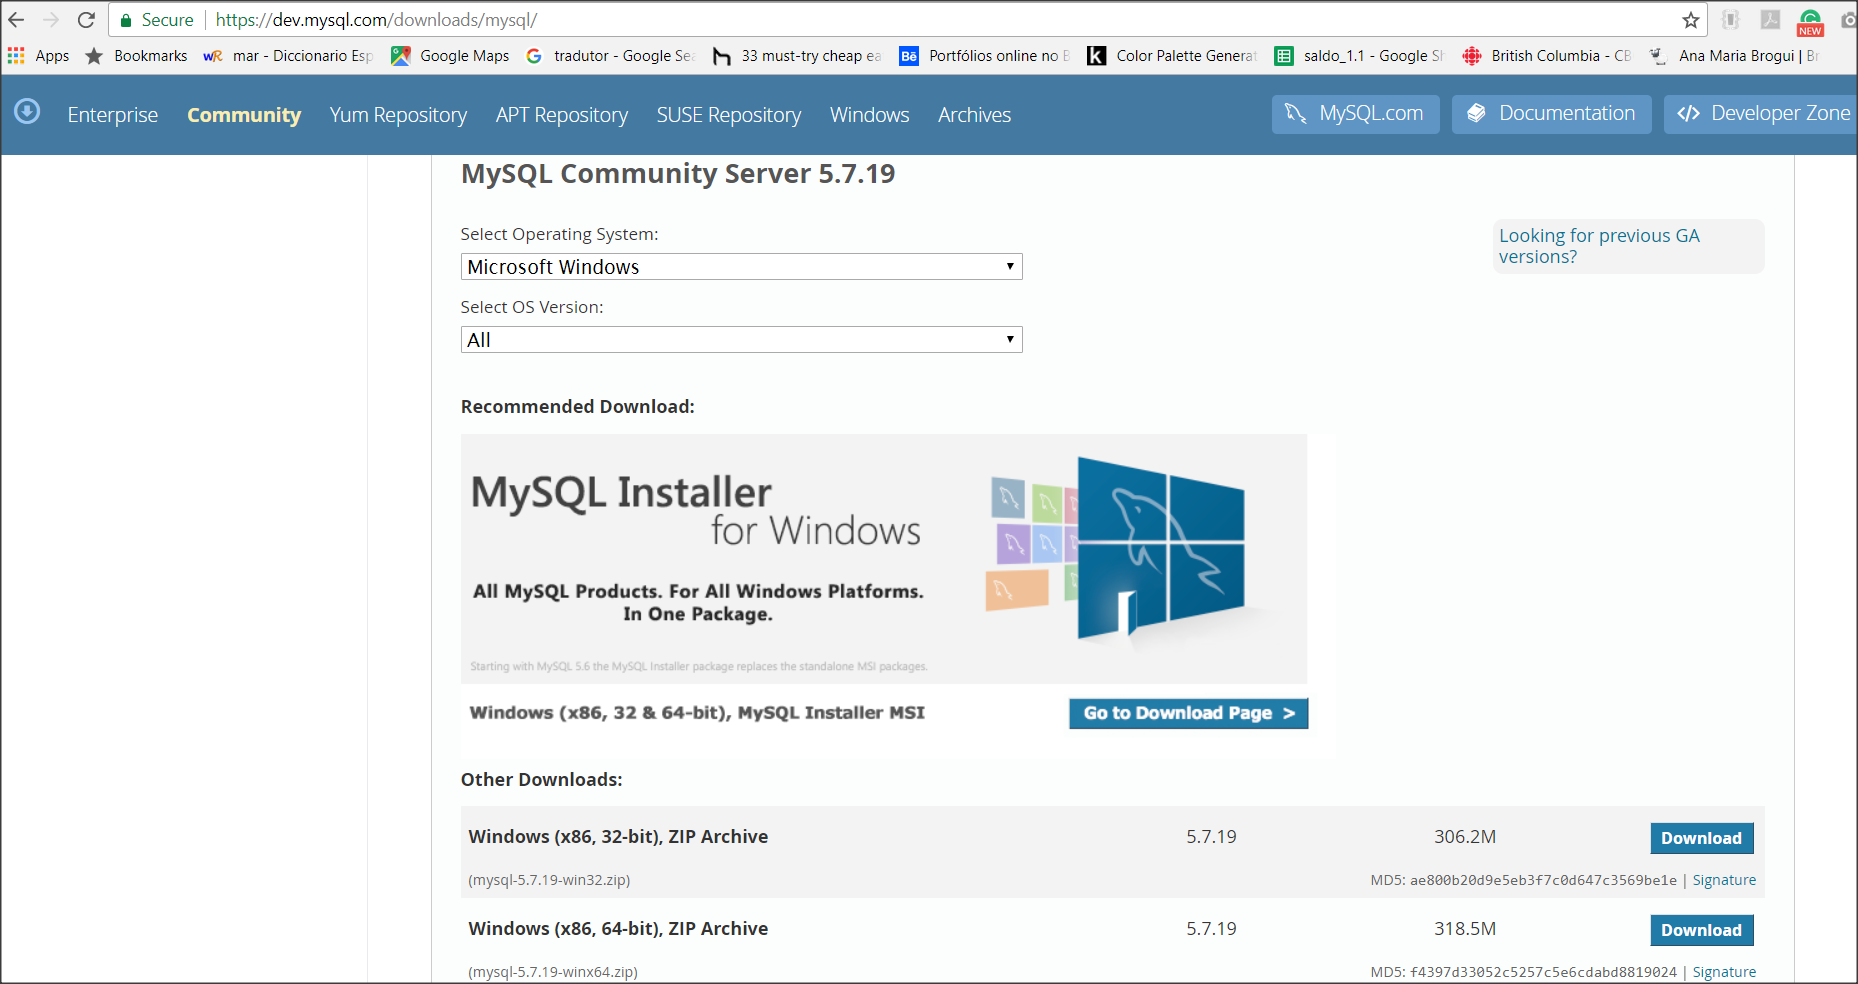 Secure https://dev.mysql.com/downloads/mysql/
NEW
Apps Bookmarks wR mar - Diccionario Esp Google Maps tradutor - Google Sea 33 must-try cheap ea Bē Portfólios online no B Color Palette Generat saldo_1.1 - Google Sh British Columbia - CB Ana Maria Brogui | Br
Enterprise Community Yum Repository APT Repository SUSE Repository Windows Archives MySQL.com Documentation Developer Zone
MySQL Community Server 5.7.19
Select Operating System:
Looking for previous GA
versions?
Microsoft Windows
Select OS Version:
All
Recommended Download:
MySQL Installer
for Windows
All MySQL Products. For All Windows Platforms.
In One Package.
Starting with MySQL 5.6 the MySQL Installer package replaces the standalone MSI packages.
Windows (x86, 32 & 64-bit), MySQL Installer MSI Go to Download Page >
Other Downloads:
Windows (x86, 32-bit), ZIP Archive 5.7.19 306.2M Download
(mysql-5.7.19-win32.zip) MD5: ae800b20d9e5eb3f7c0d647c3569be1e | Signature
Windows (x86, 64-bit), ZIP Archive 5.7.19 318.5M Download
(mysql-5.7.19-winx64.zip) MD5: f4397d33052c5257c5e6cdabd8819024 | Signature